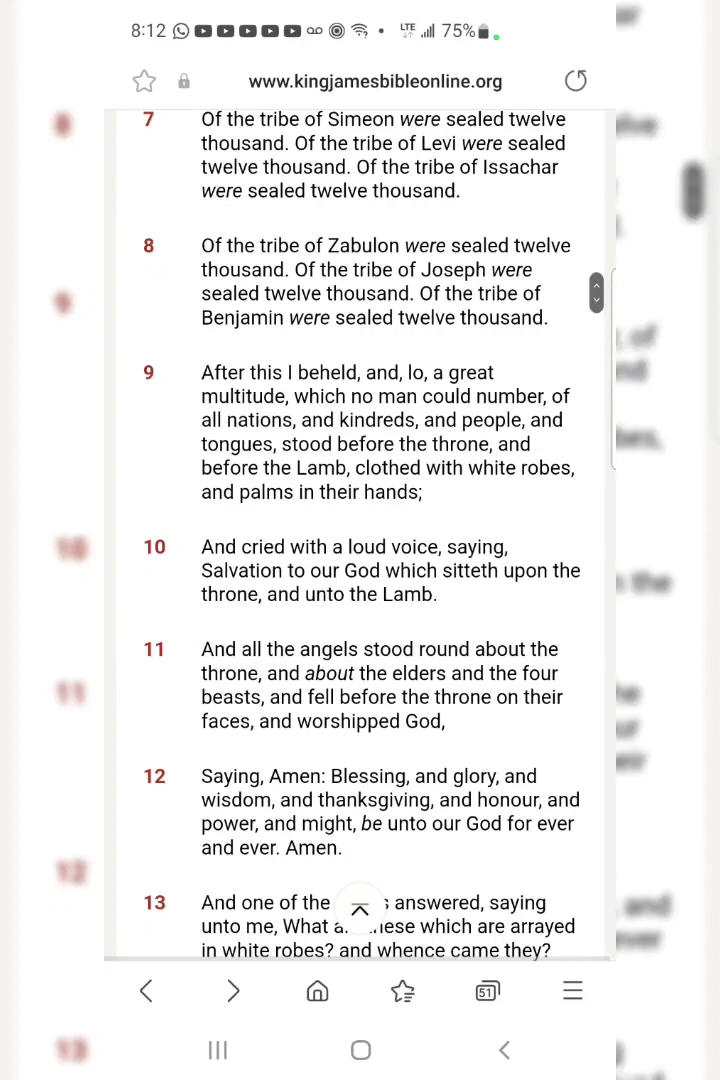 8:12 LTE 75%
www.kingjamesbibleonline.org
7 Of the tribe of Simeon were sealed twelve
thousand. Of the tribe of Levi were sealed
twelve thousand. Of the tribe of Issachar
were sealed twelve thousand.
8 Of the tribe of Zabulon were sealed twelve
thousand. Of the tribe of Joseph were
sealed twelve thousand. Of the tribe of
Benjamin were sealed twelve thousand.
9 After this I beheld, and, lo, a great
multitude, which no man could number, of
all nations, and kindreds, and people, and
tongues, stood before the throne, and
before the Lamb, clothed with white robes,
and palms in their hands;
10 And cried with a loud voice, saying,
Salvation to our God which sitteth upon the
throne, and unto the Lamb.
11 And all the angels stood round about the
throne, and about the elders and the four
beasts, and fell before the throne on their
faces, and worshipped God,
12 Saying, Amen: Blessing, and glory, and
wisdom, and thanksgiving, and honour, and
power, and might, be unto our God for ever
and ever. Amen.
13 And one of the answered, saying
unto me, What which are arrayed
in white robes? and whence came they?
51